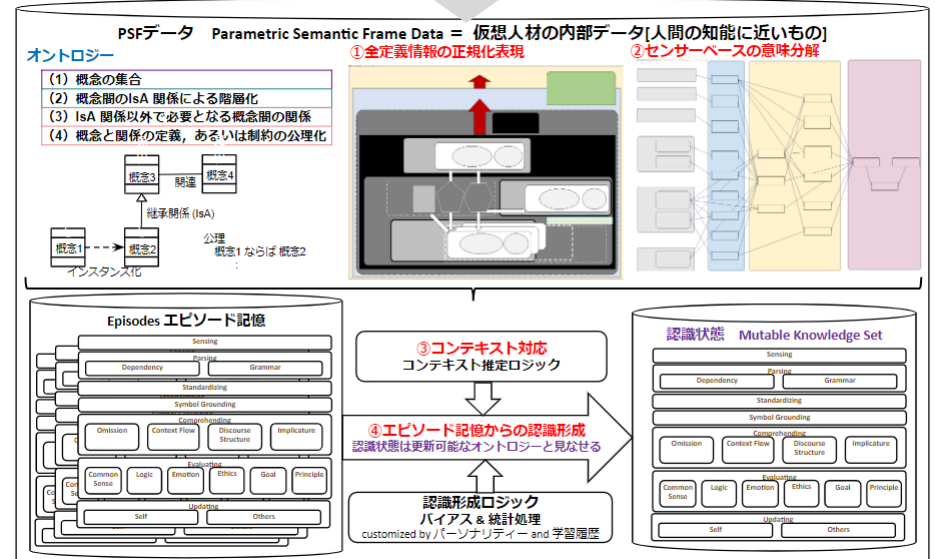 PSFデータ Parametric Semantic Frame Data = 仮想人材の内部データ[人間の知能に近いもの]
オントロジー
(1)概念の集合
(2)概念間のIsA 関係による階層化
(3)IsA 関係以外で必要となる概念間の関係
(4)概念と関係の定義，あるいは制約の公理化
概念3
関連
概念4
継承関係 (IsA)
概念1
概念2
インスタンス化
公理
概念1 ならば 概念2
:
①全定義情報の正規化表現
②センサーベースの意味分解
Episodes エピソード記憶
Sensing
Parsing
Dependency
Grammar
Standardizing
Symbol Grounding
Comprehending
Omission
Context Flow
Discourse Structure
Implicature
Evaluating
Common Sense
Logic
Emotion
Ethics
Goal
Principle
Updating
Self
Others
③コンテキスト対応
コンテキスト推定ロジック
④エピソード記憶からの認識形成
認識状態は更新可能なオントロジーと見なせる
認識形成ロジック
バイアス & 統計処理
customized by パーソナリティー and 学習履歴
認識状態 Mutable Knowledge Set
Sensing
Parsing
Dependency
Grammar
Standardizing
Symbol Grounding
Comprehending
Omission
Context Flow
Discourse Structure
Implicature
Evaluating
Common Sense
Logic
Emotion
Ethics
Goal
Principle
Updating
Self
Others